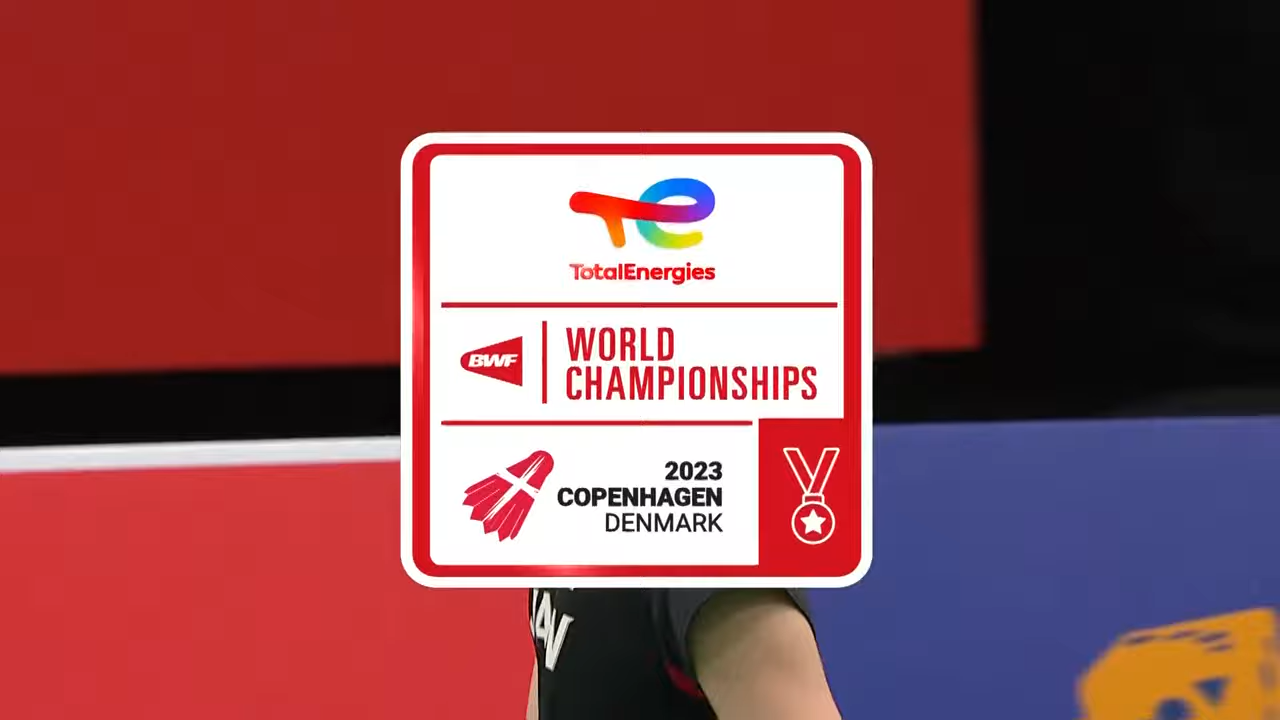 TotalEnergies
BWF
WORLD
CHAMPIONSHIPS
2023
COPENHAGEN
DENMARK